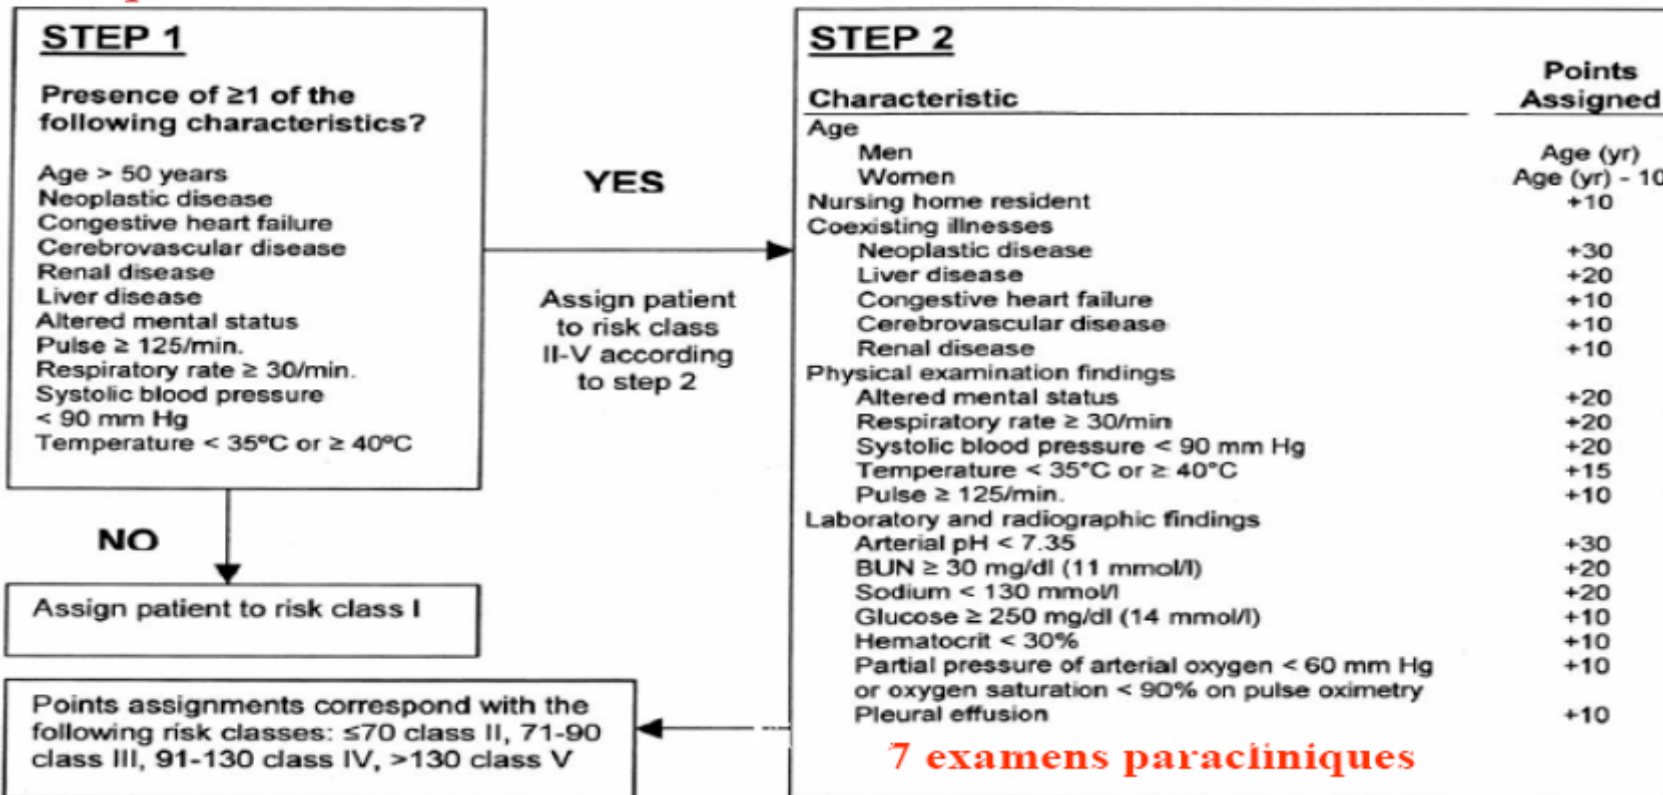 STEP 1
Presence of ≥1 of the
following characteristics?
Age > 50 years
Neoplastic disease
Congestive heart failure
Cerebrovascular disease
Renal disease
Liver disease
Altered mental status
Pulse ≥ 125/min.
Respiratory rate ≥ 30/min.
Systolic blood pressure
< 90 mm Hg
Temperature < 35ºC or ≥ 40ºC
NO
Assign patient to risk class I
Points assignments correspond with the
following risk classes: ≤70 class II, 71-90
class III, 91-130 class IV, >130 class V
YES
Assign patient
to risk class
II-V according
to step 2
STEP 2
Characteristic Points Assigned
Age
Men Age (yr)
Women Age (yr) - 10
Nursing home resident +10
Coexisting illnesses
Neoplastic disease +30
Liver disease +20
Congestive heart failure +10
Cerebrovascular disease +10
Renal disease +10
Physical examination findings
Altered mental status +20
Respiratory rate ≥ 30/min +20
Systolic blood pressure < 90 mm Hg +20
Temperature < 35°C or ≥ 40°C +15
Pulse ≥ 125/min. +10
Laboratory and radiographic findings
Arterial pH < 7.35 +30
BUN ≥ 30 mg/dl (11 mmol/l) +20
Sodium < 130 mmol/l +20
Glucose ≥ 250 mg/dl (14 mmol/l) +10
Hematocrit < 30% +10
Partial pressure of arterial oxygen < 60 mm Hg +10
or oxygen saturation < 90% on pulse oximetry
Pleural effusion +10
7 examens paracliniques